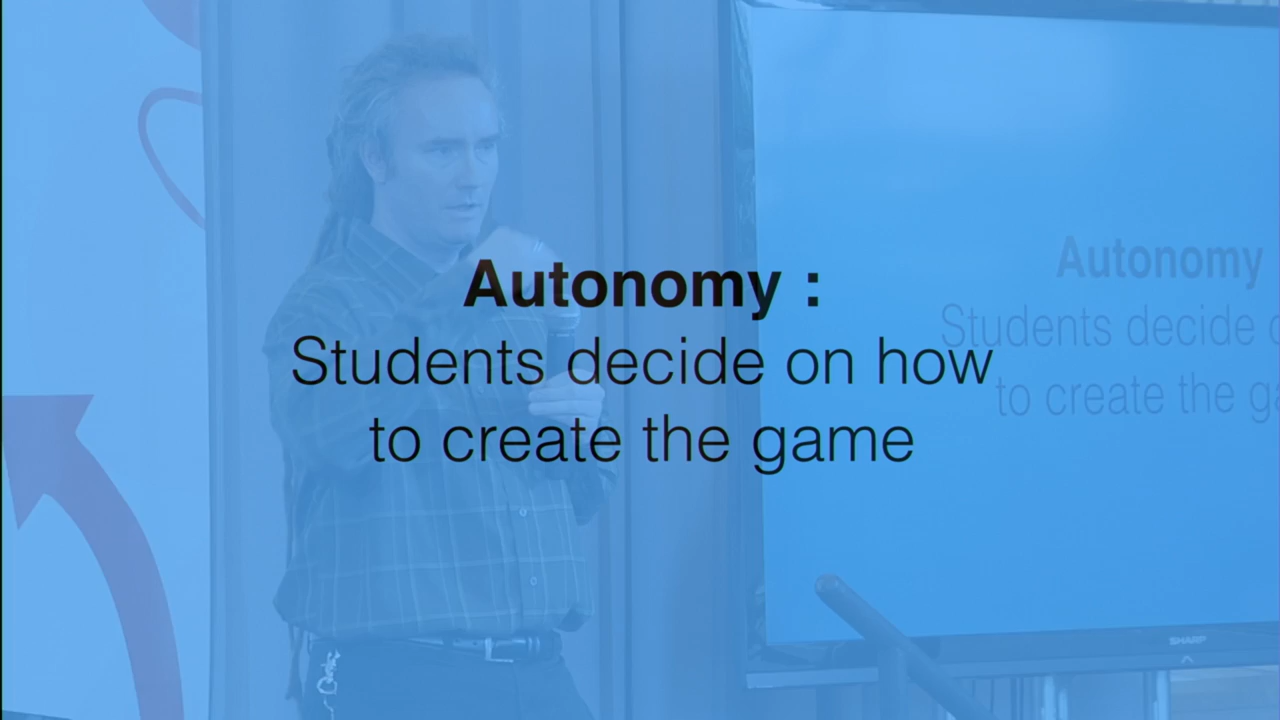 Autonomy :
Students decide on how
to create the game
Autonomy
Students decide
to create the
SHARP